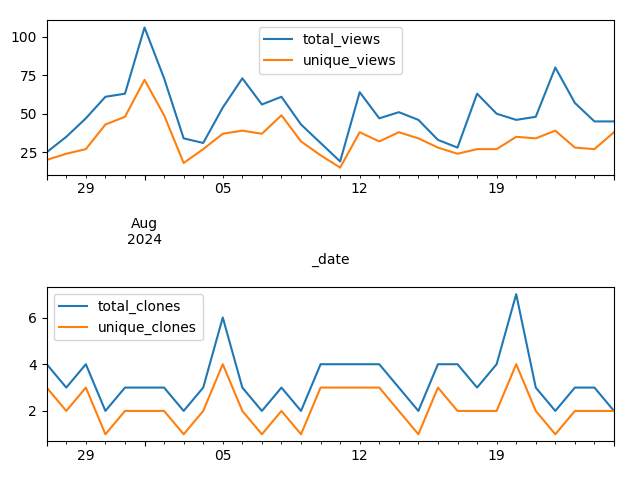 100
75
50
25
total_views
unique_views
29
05
12
19
Aug
2024
_date
6
4
2
total_clones
unique_clones
29
05
12
19